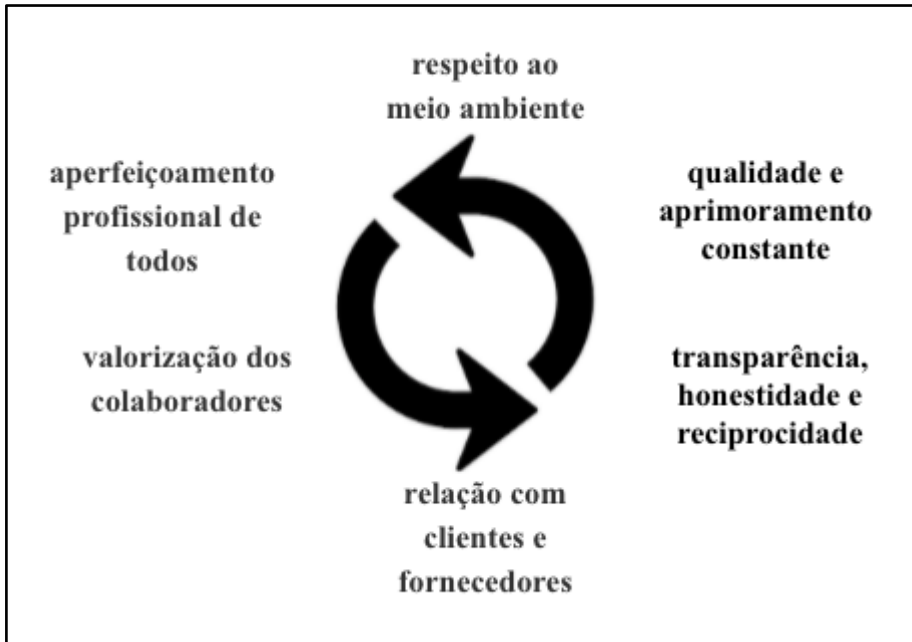 respeito ao
meio ambiente
aperfeiçoamento
profissional de
todos
qualidade e
aprimoramento
constante
valorização dos
colaboradores
transparência,
honestidade e
reciprocidade
relação com
clientes e
fornecedores